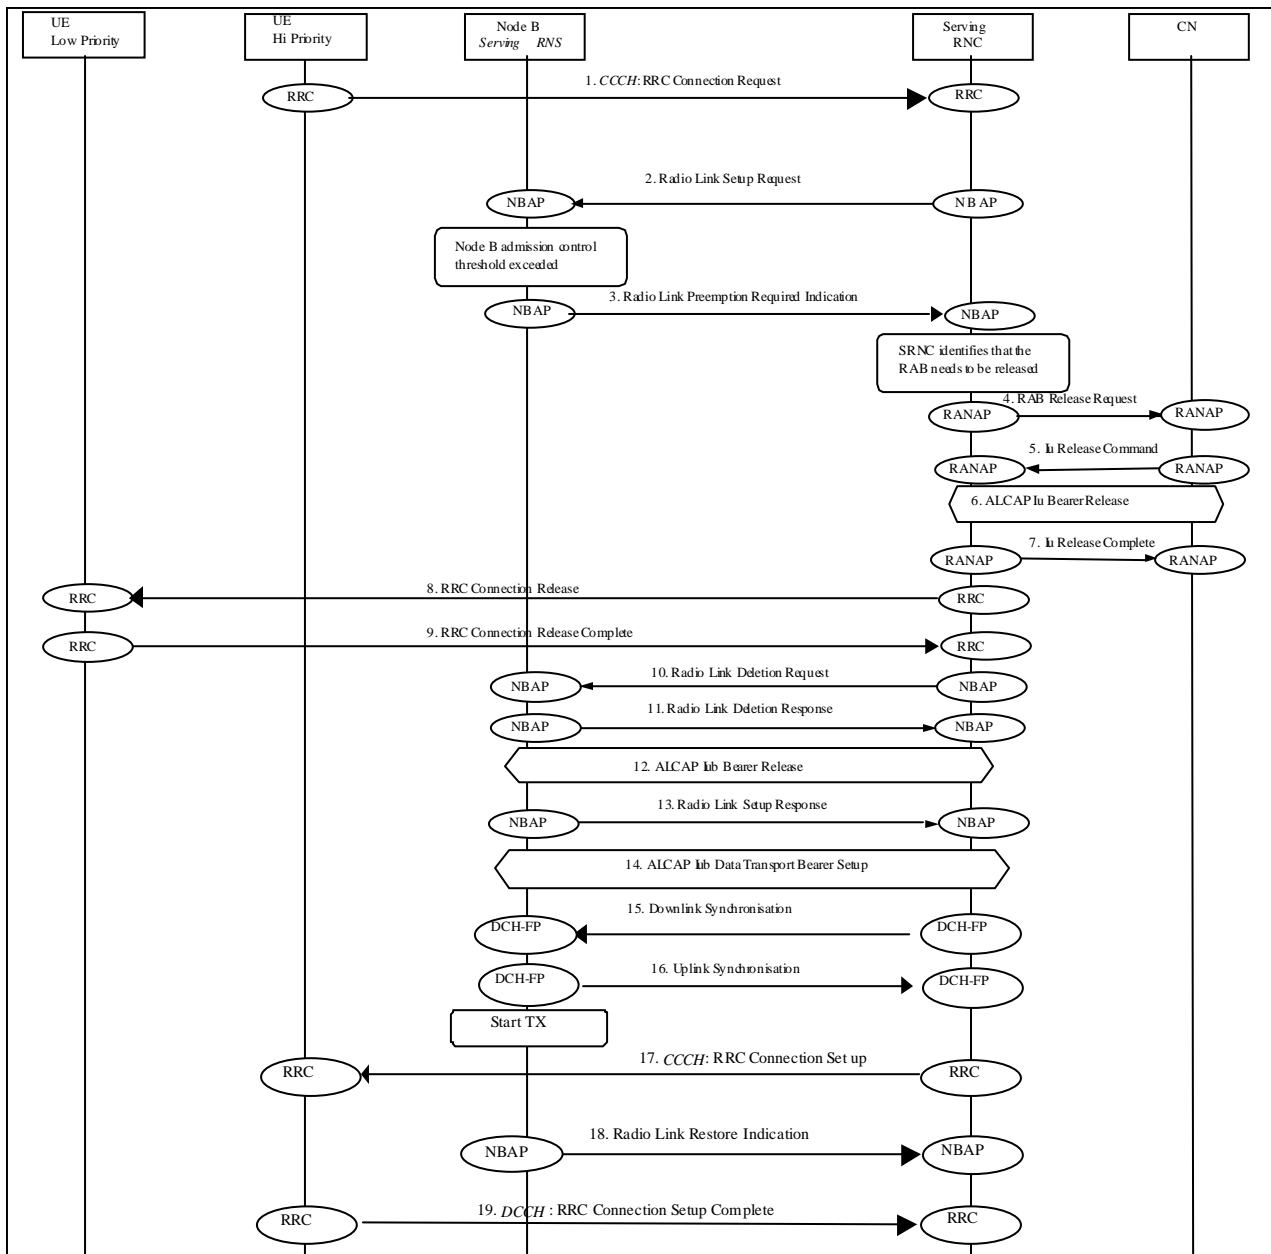 UE
Low Priority
UE
Hi Priority
Node B
Serving RNS
Serving
RNC
CN
1. CCCH: RRC Connection Request
RRC
RRC
2. Radio Link Setup Request
NBAP
NBAP
Node B admission control
threshold exceeded
3. Radio Link Preemption Required Indication
NBAP
NBAP
SRNC identifies that the
RAB needs to be released
4. RAB Release Request
RANAP
RANAP
5. Iu Release Command
RANAP
RANAP
6. ALCAP Iu Bearer Release
7. Iu Release Complete
RANAP
RANAP
8. RRC Connection Release
RRC
RRC
9. RRC Connection Release Complete
RRC
RRC
10. Radio Link Deletion Request
NBAP
NBAP
11. Radio Link Deletion Response
NBAP
NBAP
12. ALCAP Iub Bearer Release
13. Radio Link Setup Response
NBAP
NBAP
14. ALCAP Iub Data Transport Bearer Setup
15. Downlink Synchronisation
DCH-FP
DCH-FP
16. Uplink Synchronisation
DCH-FP
DCH-FP
Start TX
17. CCCH: RRC Connection Set up
RRC
RRC
18. Radio Link Restore Indication
NBAP
NBAP
19. DCCH : RRC Connection Setup Complete
RRC
RRC